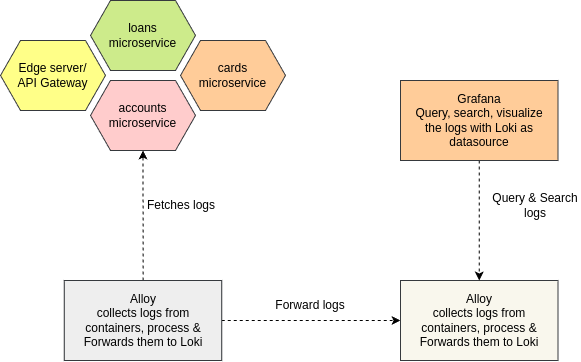 loans
microservice
Edge server/
API Gateway
cards
microservice
accounts
microservice
Grafana
Query, search, visualize
the logs with Loki as
datasource
Fetches logs
Query & Search
logs
Alloy
collects logs from
containers, process &
Forwards them to Loki
Forward logs
Alloy
collects logs from
containers, process &
Forwards them to Loki